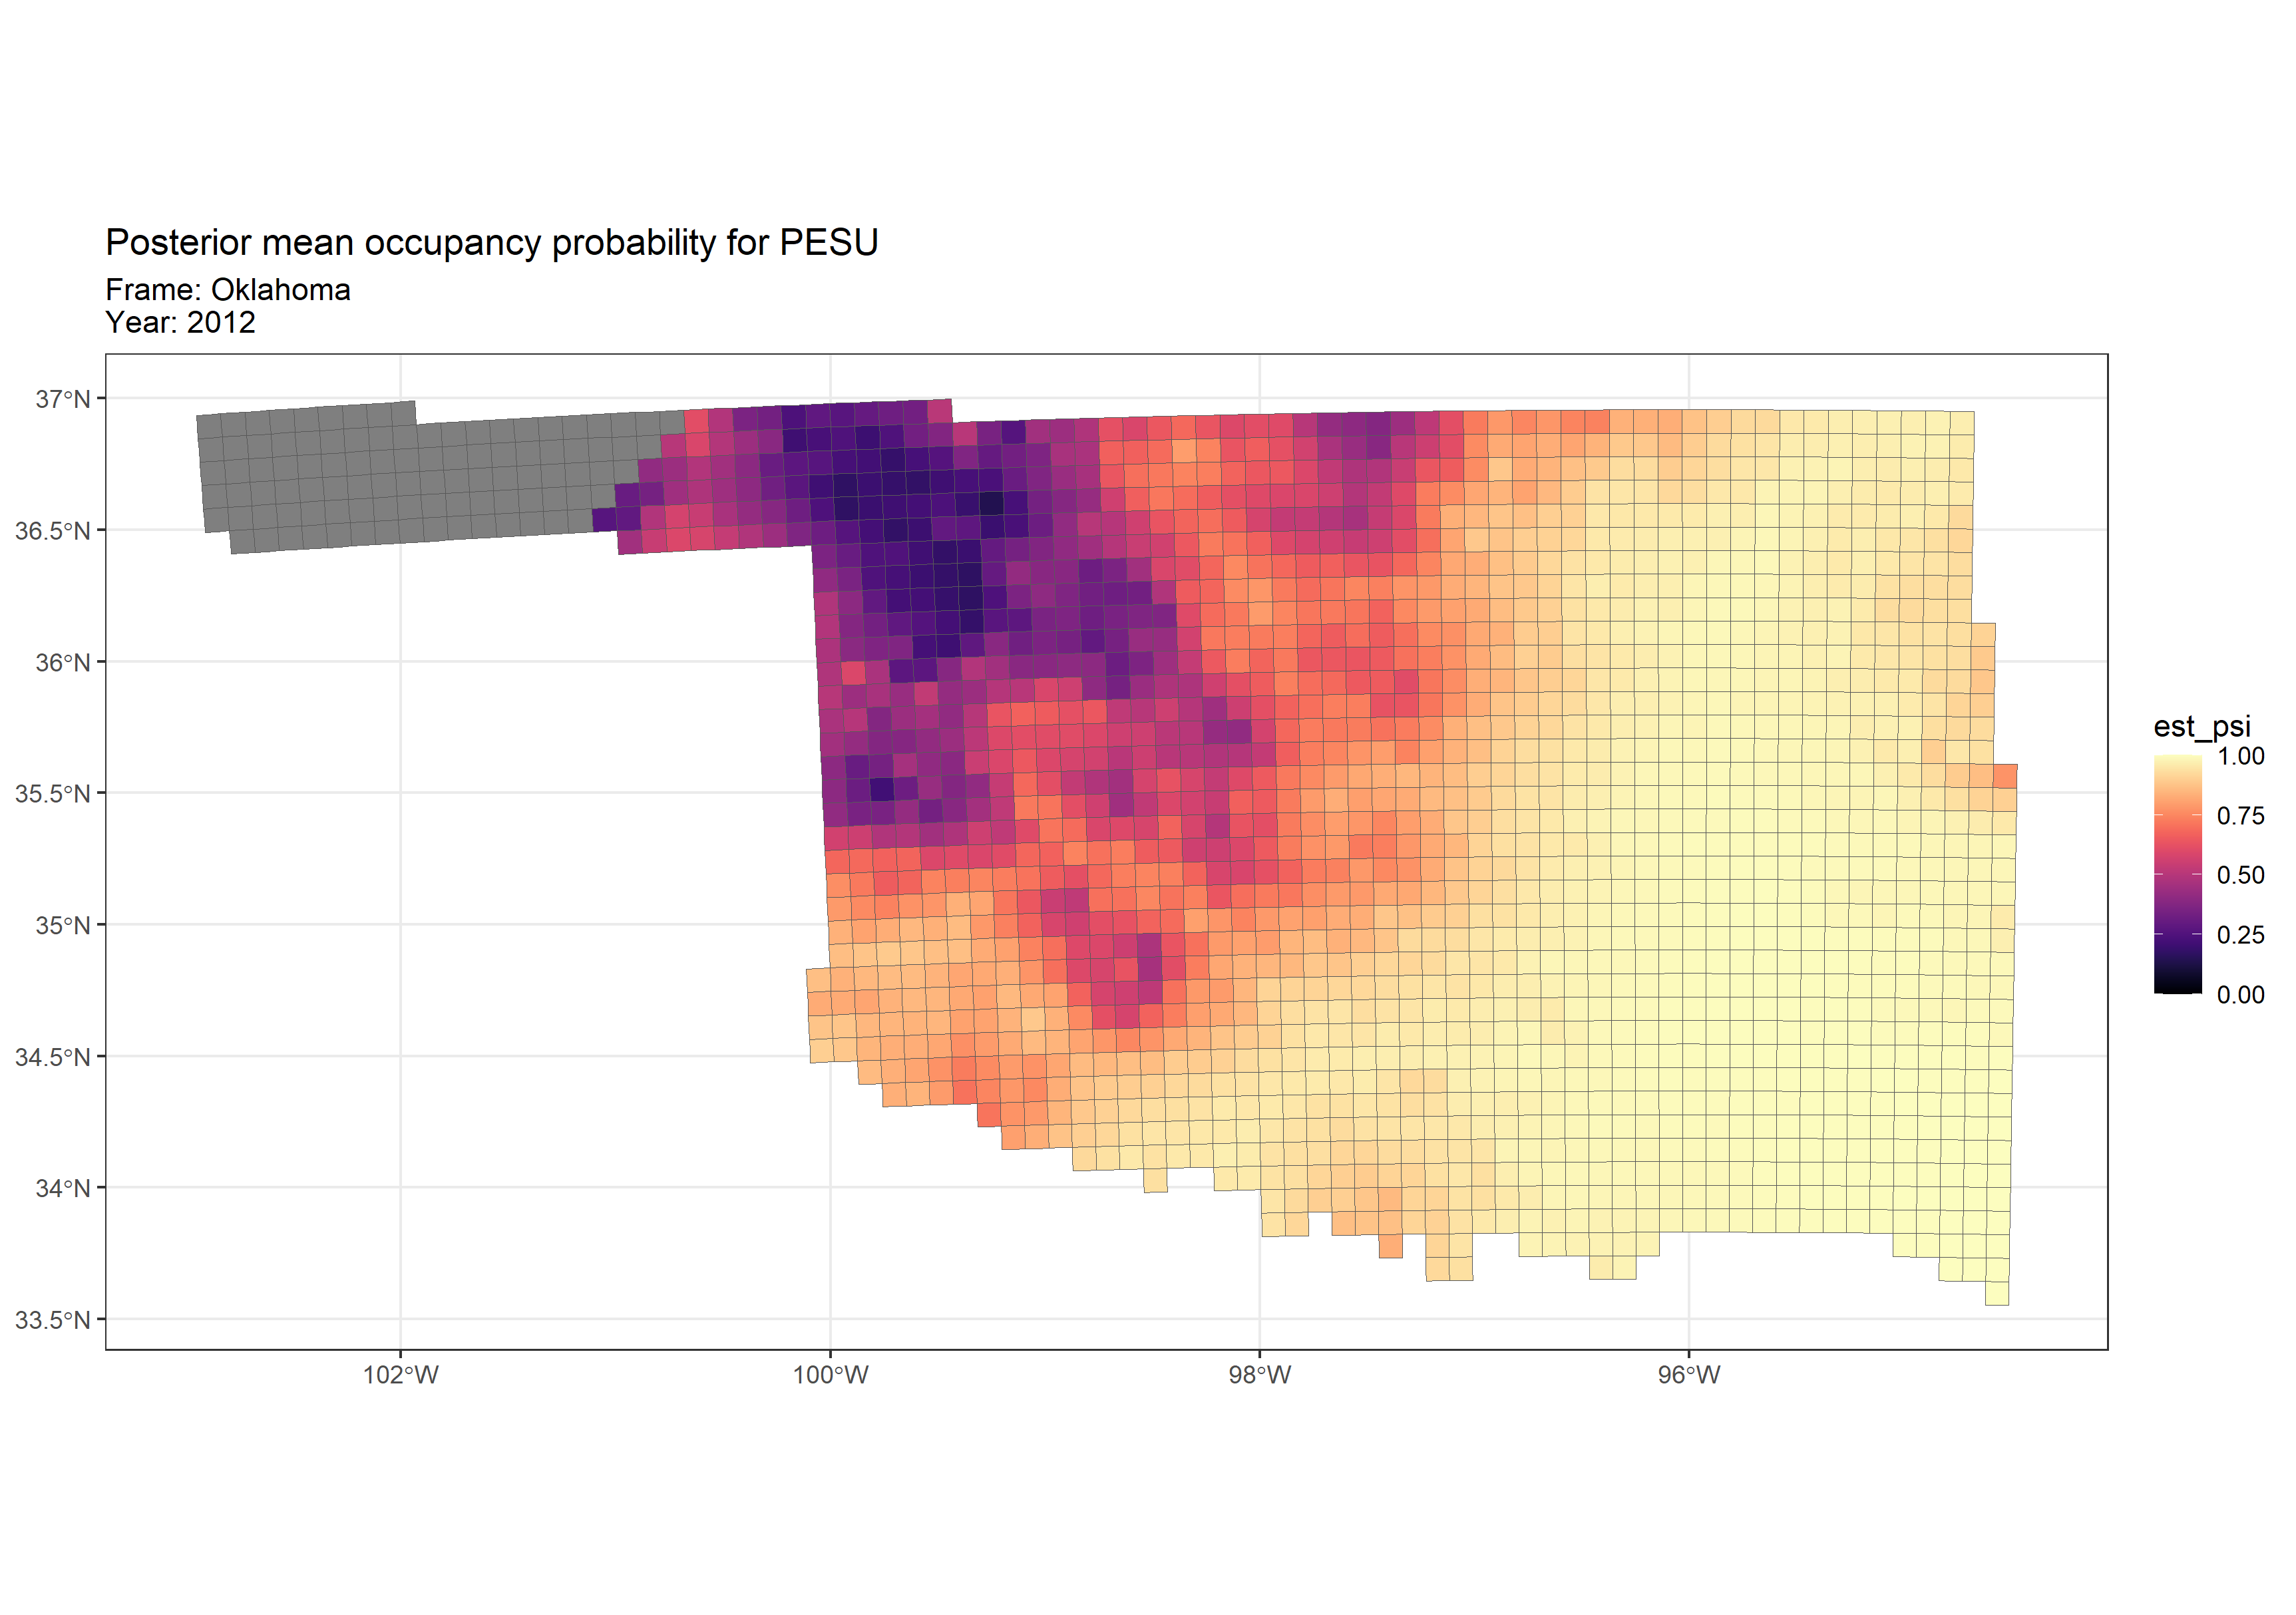 Posterior mean occupancy probability for PESU
Frame: Oklahoma
Year: 2012
37°N
36.5°N
36°N
35.5°N
35°N
34.5°N
34°N
33.5°N
102°W
100°W
98°W
96°W
est_psi
1.00
0.75
0.50
0.25
0.00